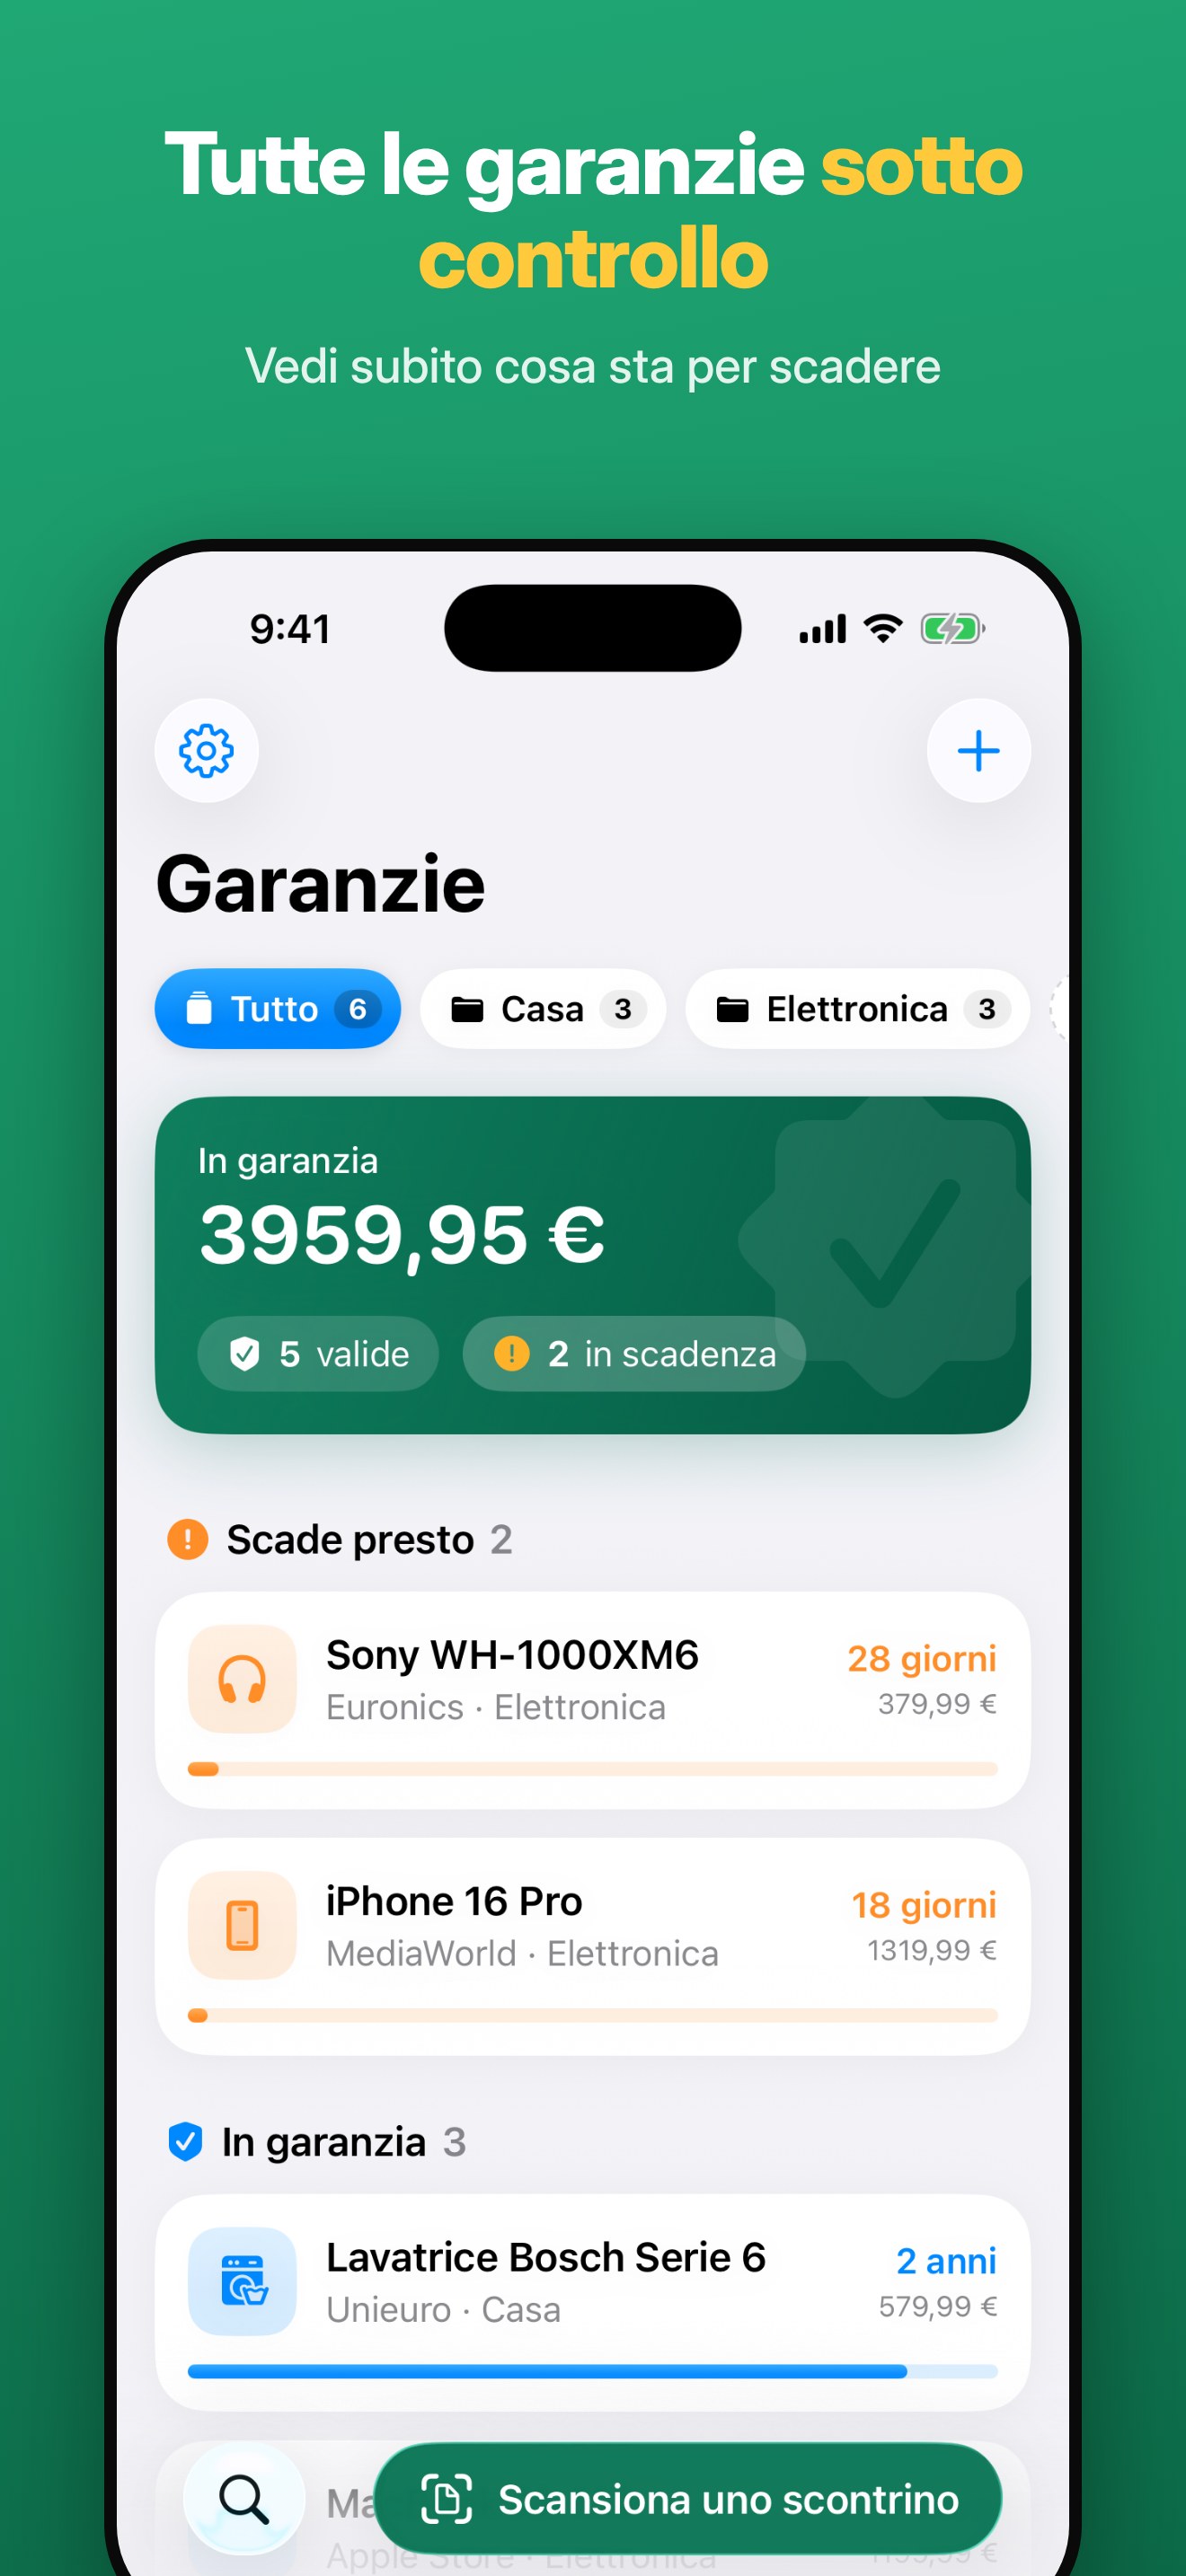 Tutte le garanzie sotto
controllo
Vedi subito cosa sta per scadere
9:41
Garanzie
Tutto 6
Casa 3
Elettronica 3
In garanzia
3959,95 €
5 valide
2 in scadenza
Scade presto 2
Sony WH-1000XM6
28 giorni
Euronics · Elettronica
379,99 €
iPhone 16 Pro
18 giorni
MediaWorld · Elettronica
1319,99 €
In garanzia 3
Lavatrice Bosch Serie 6
2 anni
Unieuro · Casa
579,99 €
Scansiona uno scontrino
Apple Store · Elettronica